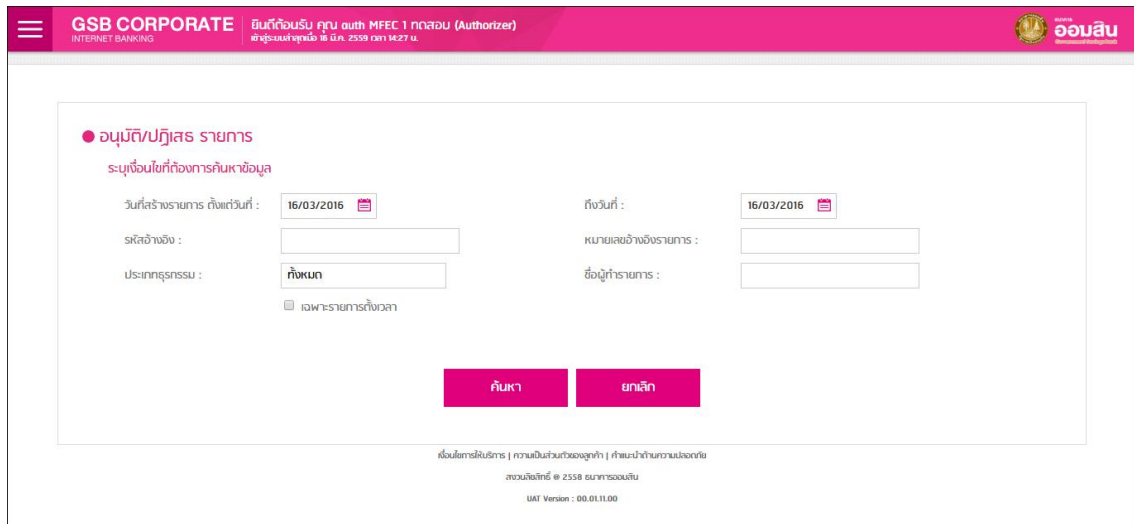 GSB CORPORATE
INTERNET BANKING
ยินดีต้อนรับ คุณ auth MFEC 1 ทดสอบ (Authorizer)
เข้าสู่ระบบล่าสุดเมื่อ 16 มี.ค. 2559 เวลา 14:27 น.
ธนาคาร
ออมสิน
Government Savings Bank
อนุมัติ/ปฏิเสธ รายการ
ระบุเงื่อนไขที่ต้องการค้นหาข้อมูล
วันที่สร้างรายการ ตั้งแต่วันที่ : 16/03/2016 ถึงวันที่ : 16/03/2016
รหัสอ้างอิง : หมายเลขอ้างอิงรายการ :
ประเภทธุรกรรม : ทั้งหมด ชื่อผู้ทำรายการ :
เฉพาะรายการตั้งเวลา
ค้นหา ยกเลิก
เงื่อนไขการให้บริการ | ความเป็นส่วนตัวของลูกค้า | คำแนะนำด้านความปลอดภัย
สงวนลิขสิทธิ์ @ 2558 ธนาคารออมสิน
UAT Version : 00.01.11.00